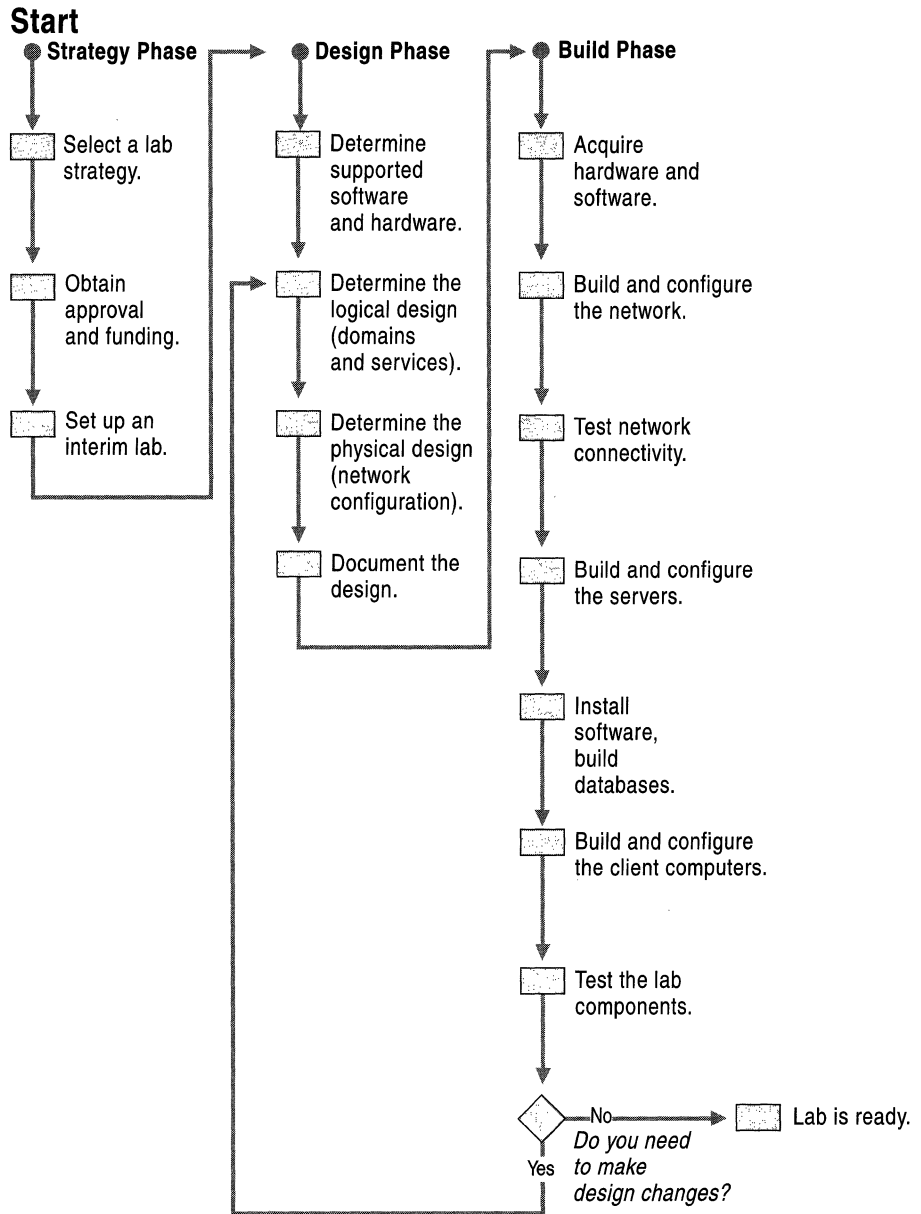 Start
Strategy Phase
Select a lab
strategy.
Obtain
approval
and funding.
Set up an
interim lab.
Design Phase
Determine
supported
software
and hardware.
Determine the
logical design
(domains
and services).
Determine the
physical design
(network
configuration).
Document the
design.
Build Phase
Acquire
hardware and
software.
Build and configure
the network.
Test network
connectivity.
Build and configure
the servers.
Install
software,
build
databases.
Build and configure
the client computers.
Test the lab
components.
No
Lab is ready.
Do you need
to make
design changes?
Yes